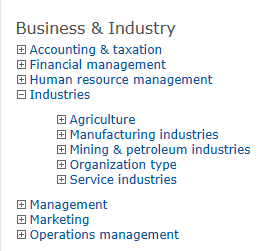 Business & Industry
Accounting & taxation
Financial management
Human resource management
Industries
Agriculture
Manufacturing industries
Mining & petroleum industries
Organization type
Service industries
Management
Marketing
Operations management